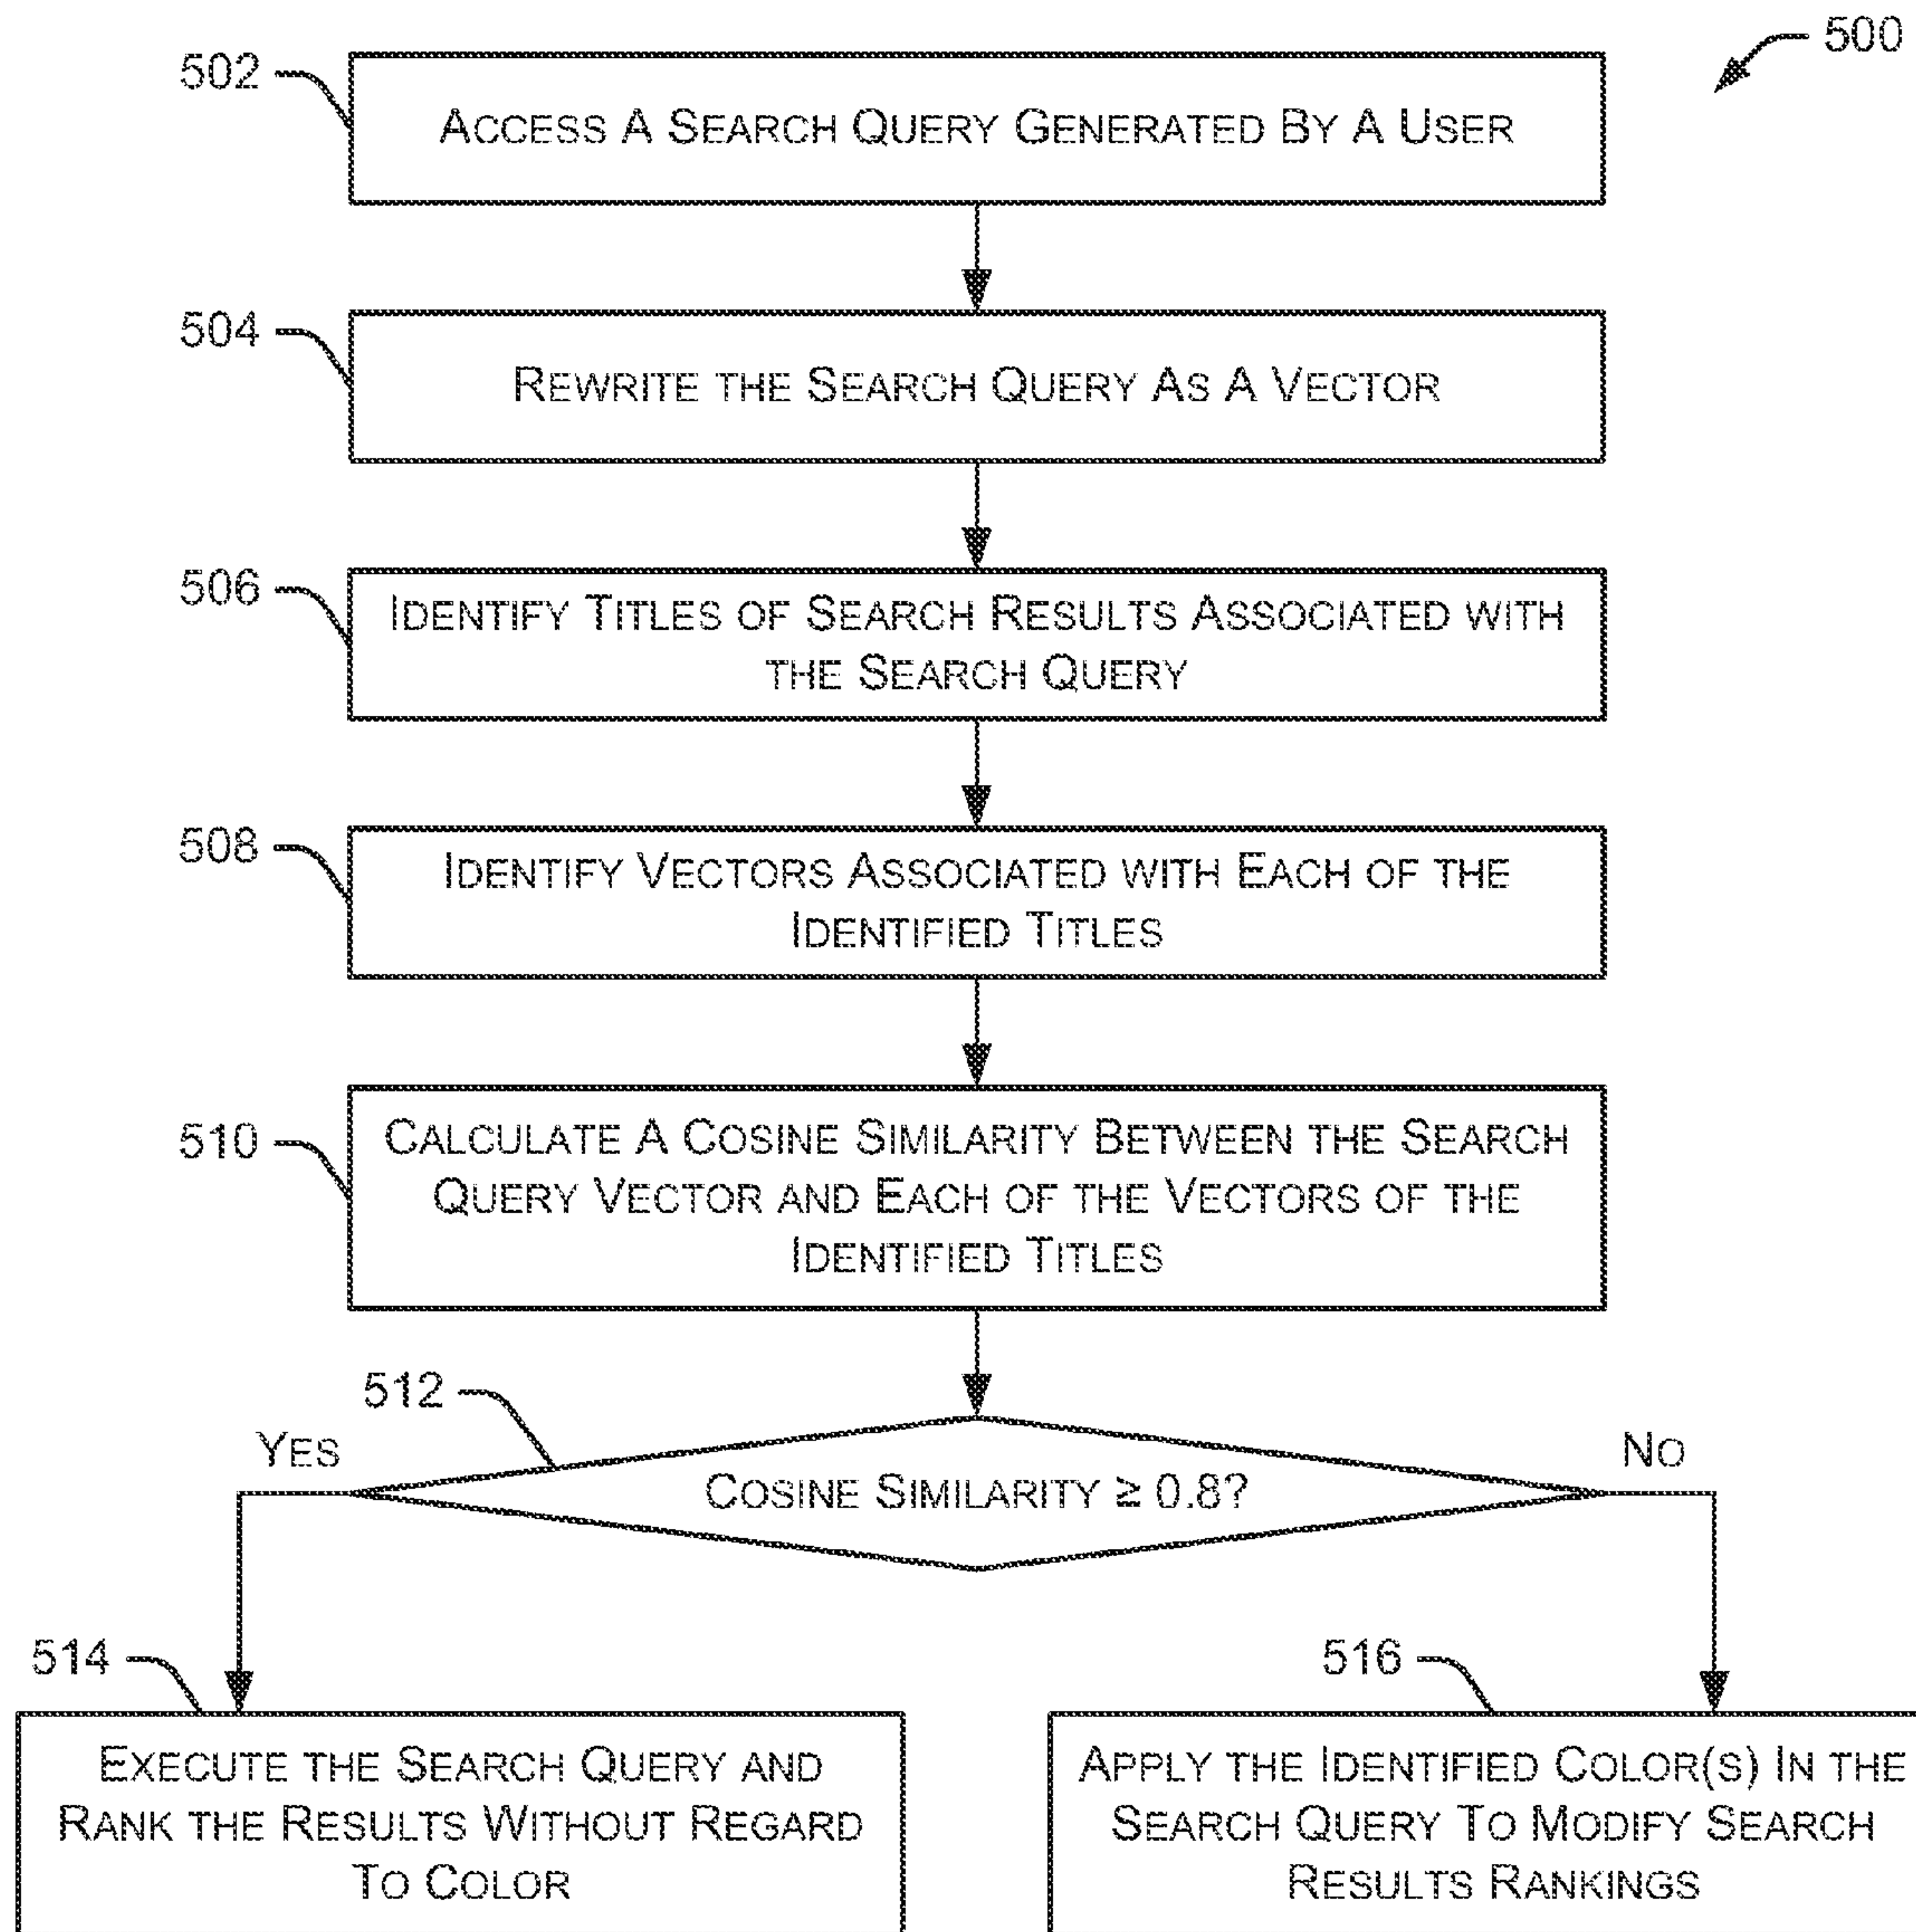 500
502
ACCESS A SEARCH QUERY GENERATED BY A USER
504
REWRITE THE SEARCH QUERY AS A VECTOR
506
IDENTIFY TITLES OF SEARCH RESULTS ASSOCIATED WITH
THE SEARCH QUERY
508
IDENTIFY VECTORS ASSOCIATED WITH EACH OF THE
IDENTIFIED TITLES
510
CALCULATE A COSINE SIMILARITY BETWEEN THE SEARCH
QUERY VECTOR AND EACH OF THE VECTORS OF THE
IDENTIFIED TITLES
512
YES
NO
COSINE SIMILARITY ≥ 0.8?
514
EXECUTE THE SEARCH QUERY AND
RANK THE RESULTS WITHOUT REGARD
TO COLOR
516
APPLY THE IDENTIFIED COLOR(S) IN THE
SEARCH QUERY TO MODIFY SEARCH
RESULTS RANKINGS